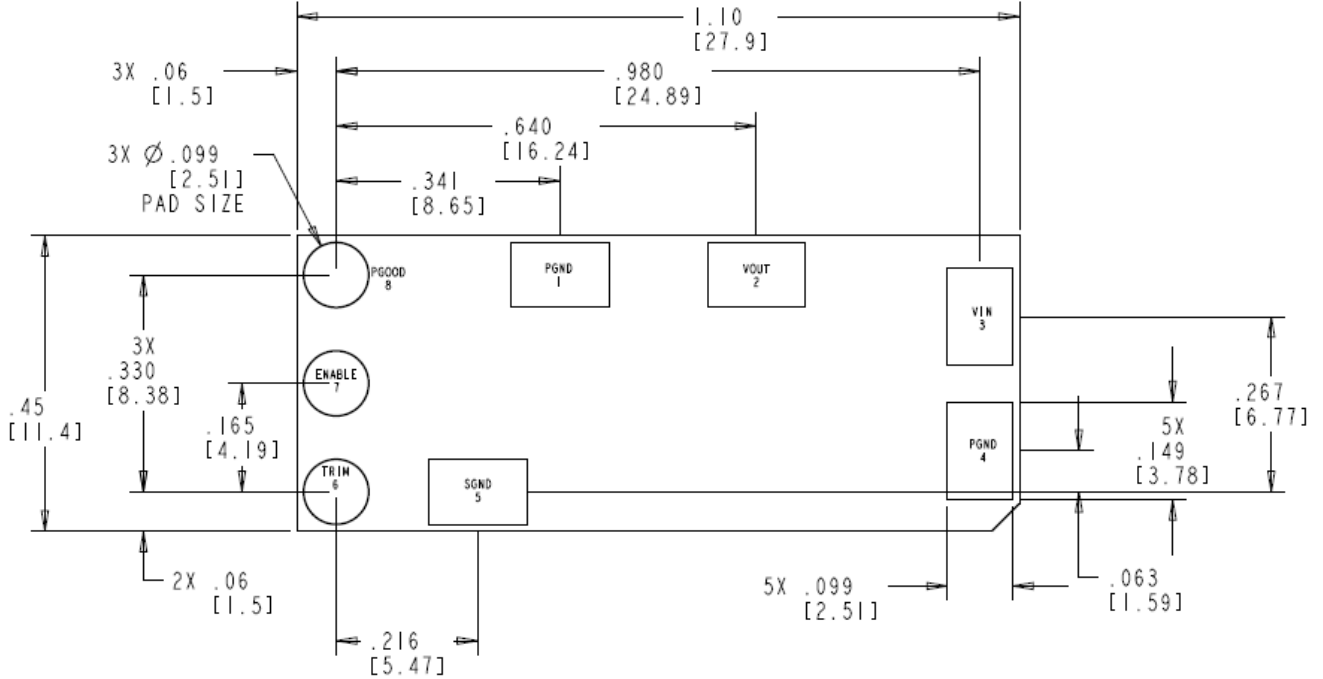 1.10
[27.9]
3X .06
[1.5]
.980
[24.89]
.640
[16.24]
3X Ø .099
[2.51]
PAD SIZE
.341
[8.65]
PGOOD
8
PGND
1
VOUT
2
VIN
3
3X
.330
[8.38]
ENABLE
7
.45
[11.4]
.165
[4.19]
.267
[6.77]
5X
.149
[3.78]
PGND
4
TRIM
6
SGND
5
2X .06
[1.5]
5X .099
[2.51]
.063
[1.59]
.216
[5.47]